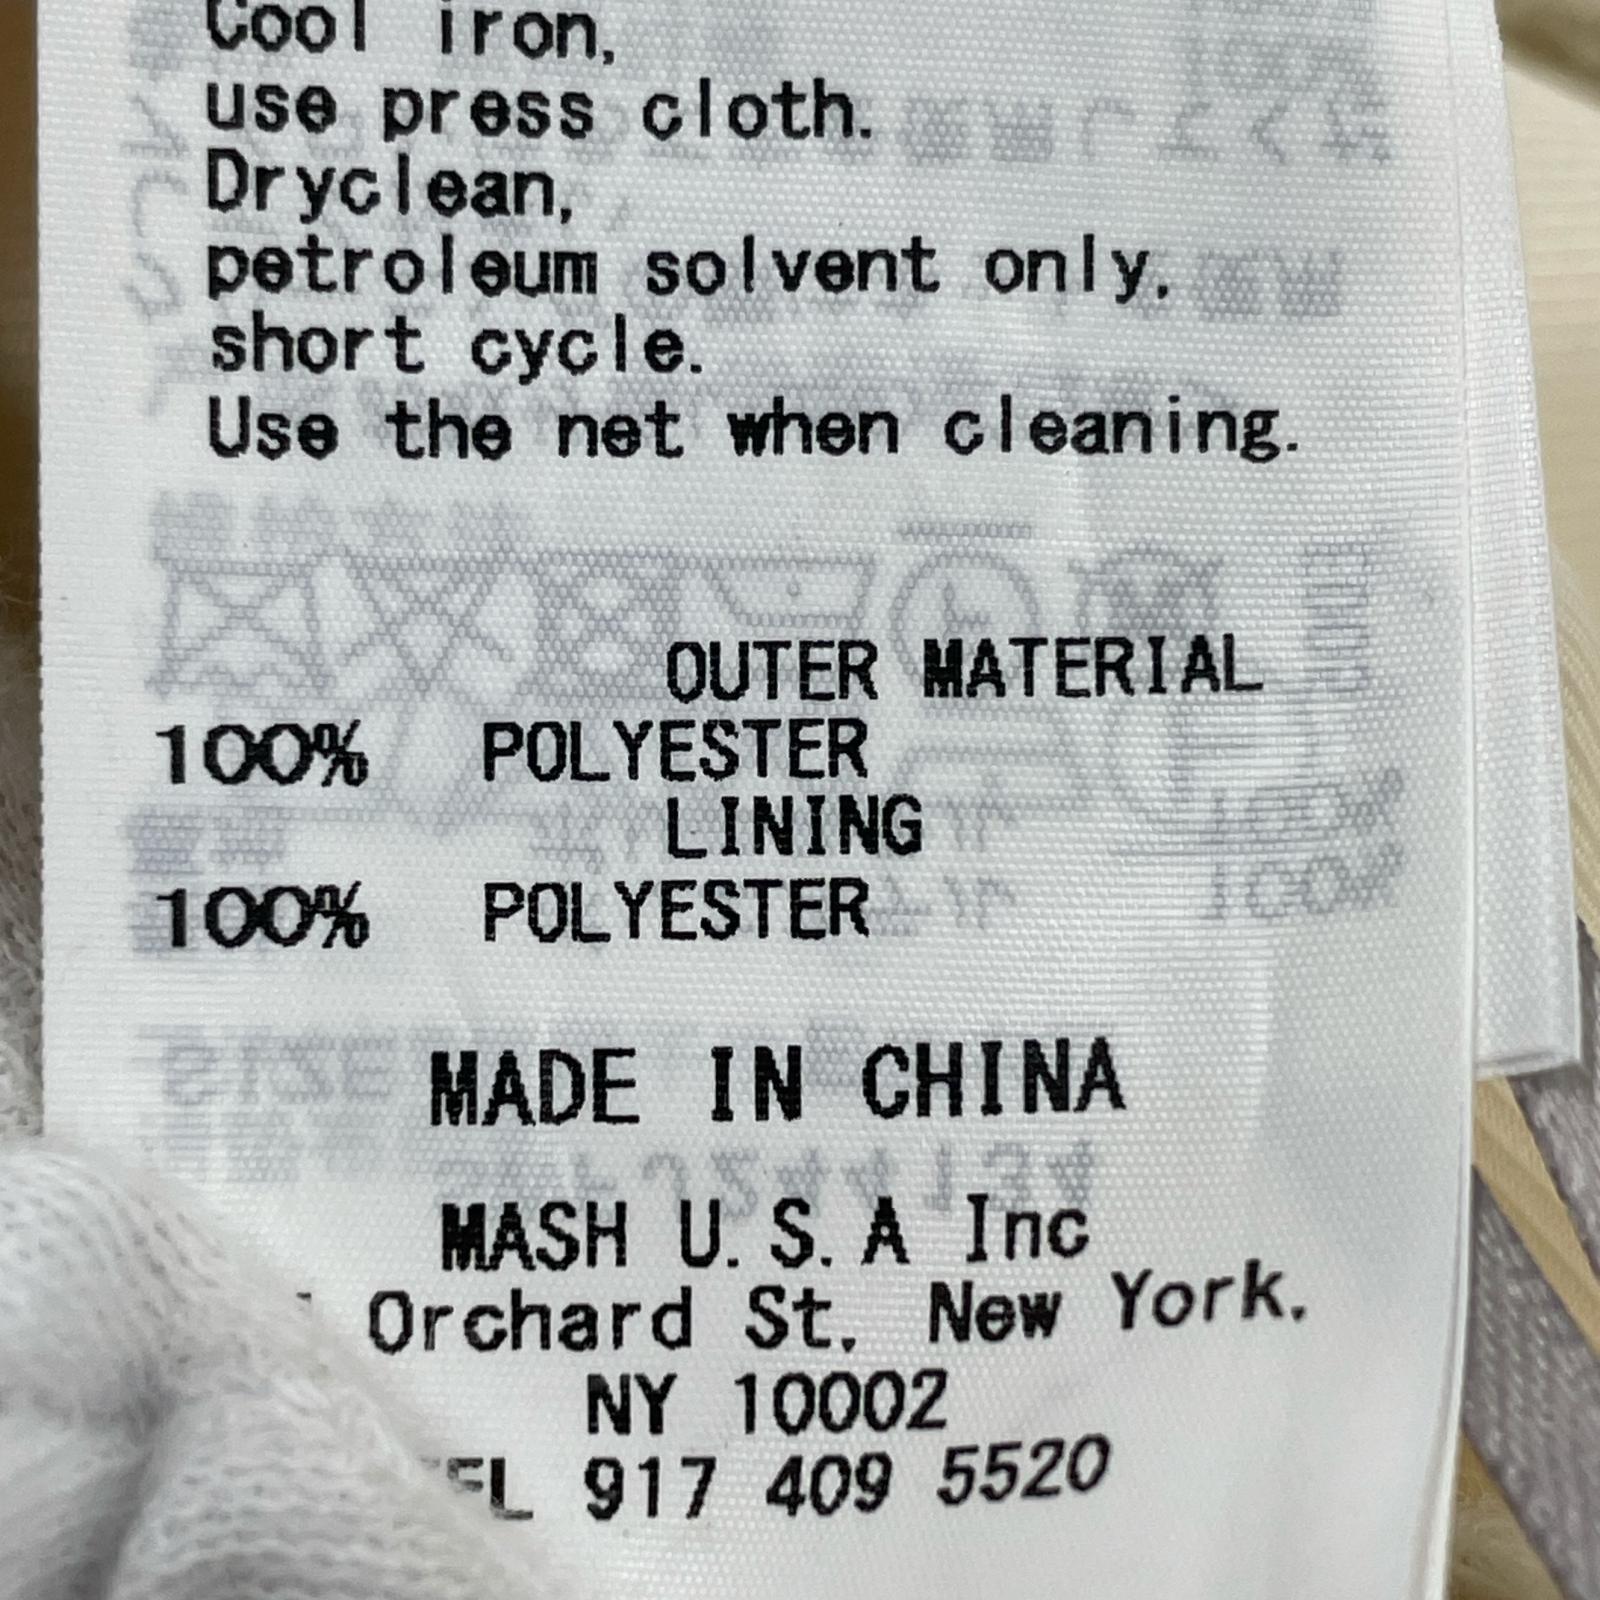 Cool iron,
use press cloth.
Dryclean,
petroleum solvent only,
short cycle.
Use the net when cleaning.
OUTER MATERIAL
100% POLYESTER
LINING
100% POLYESTER
MADE IN CHINA
MASH U.S.A Inc
Orchard St, New York,
NY 10002
917 409 5520